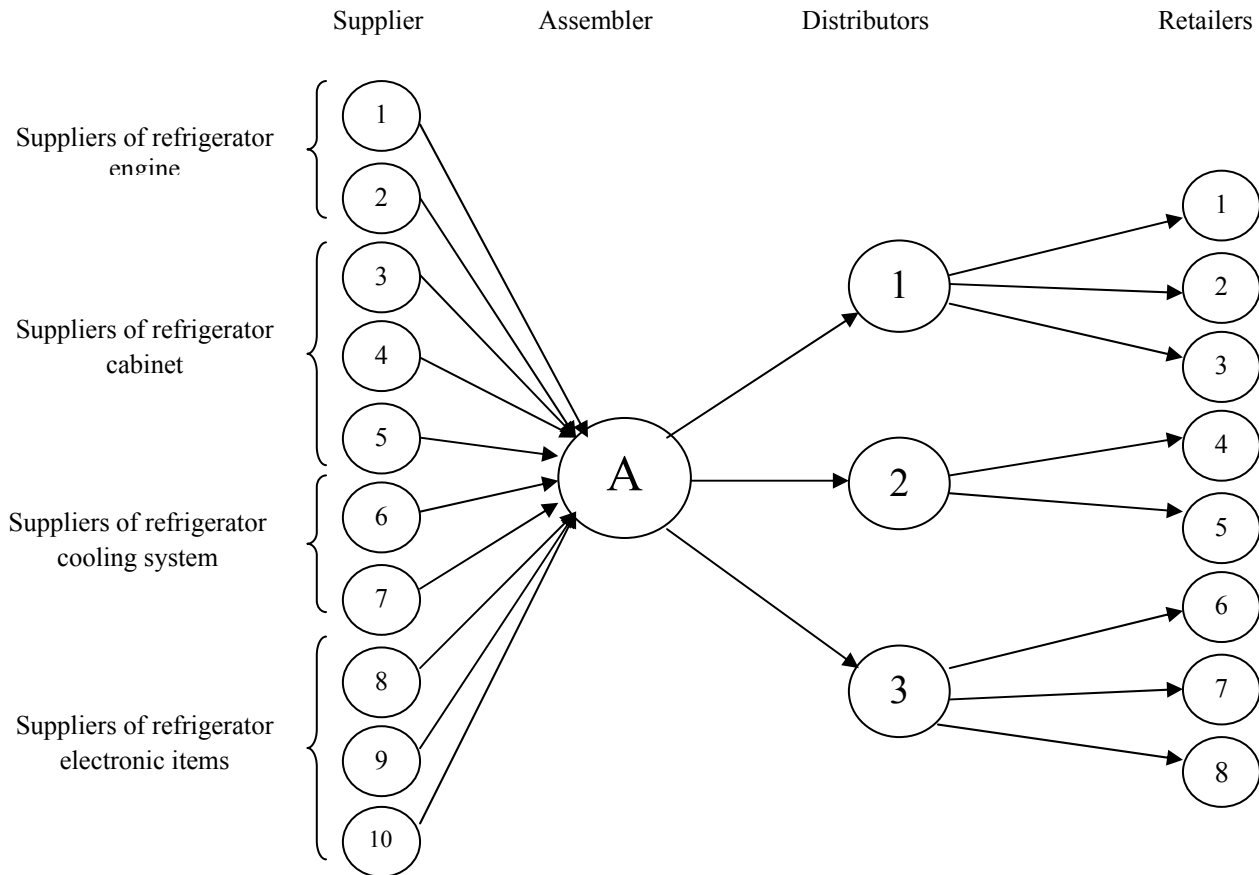 Supplier Assembler Distributors Retailers
Suppliers of refrigerator
engine
1
2
Suppliers of refrigerator
cabinet
3
4
5
Suppliers of refrigerator
cooling system
6
7
Suppliers of refrigerator
electronic items
8
9
10
A
1
2
3
1
2
3
4
5
6
7
8